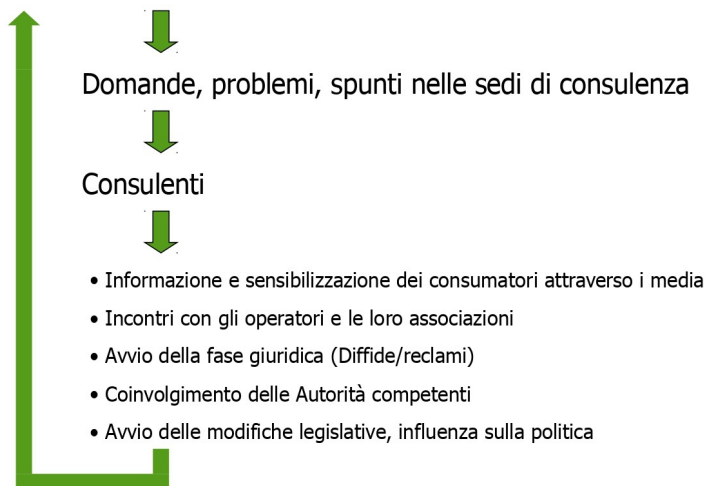 Domande, problemi, spunti nelle sedi di consulenza
Consulenti
• Informazione e sensibilizzazione dei consumatori attraverso i media
• Incontri con gli operatori e le loro associazioni
• Avvio della fase giuridica (Diffide/reclami)
• Coinvolgimento delle Autorità competenti
• Avvio delle modifiche legislative, influenza sulla politica